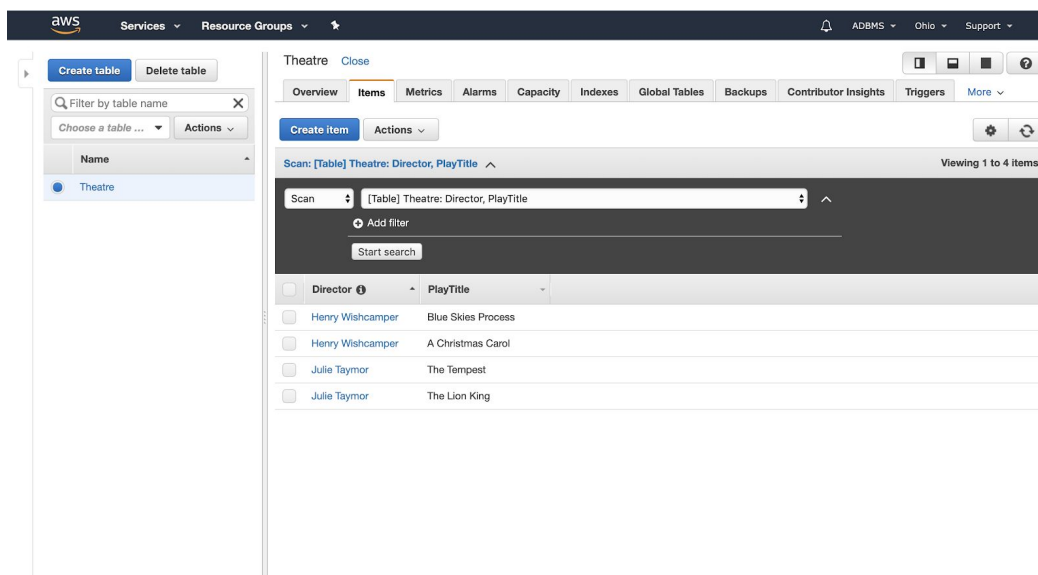 aws Services Resource Groups ADBMS Ohio Support
Create table Delete table
Filter by table name
Choose a table ... Actions
Name
Theatre
Theatre Close
Overview Items Metrics Alarms Capacity Indexes Global Tables Backups Contributor Insights Triggers More
Create item Actions
Scan: [Table] Theatre: Director, PlayTitle Viewing 1 to 4 items
Scan [Table] Theatre: Director, PlayTitle
Add filter
Start search
Director PlayTitle
Henry Wishcamper Blue Skies Process
Henry Wishcamper A Christmas Carol
Julie Taymor The Tempest
Julie Taymor The Lion King